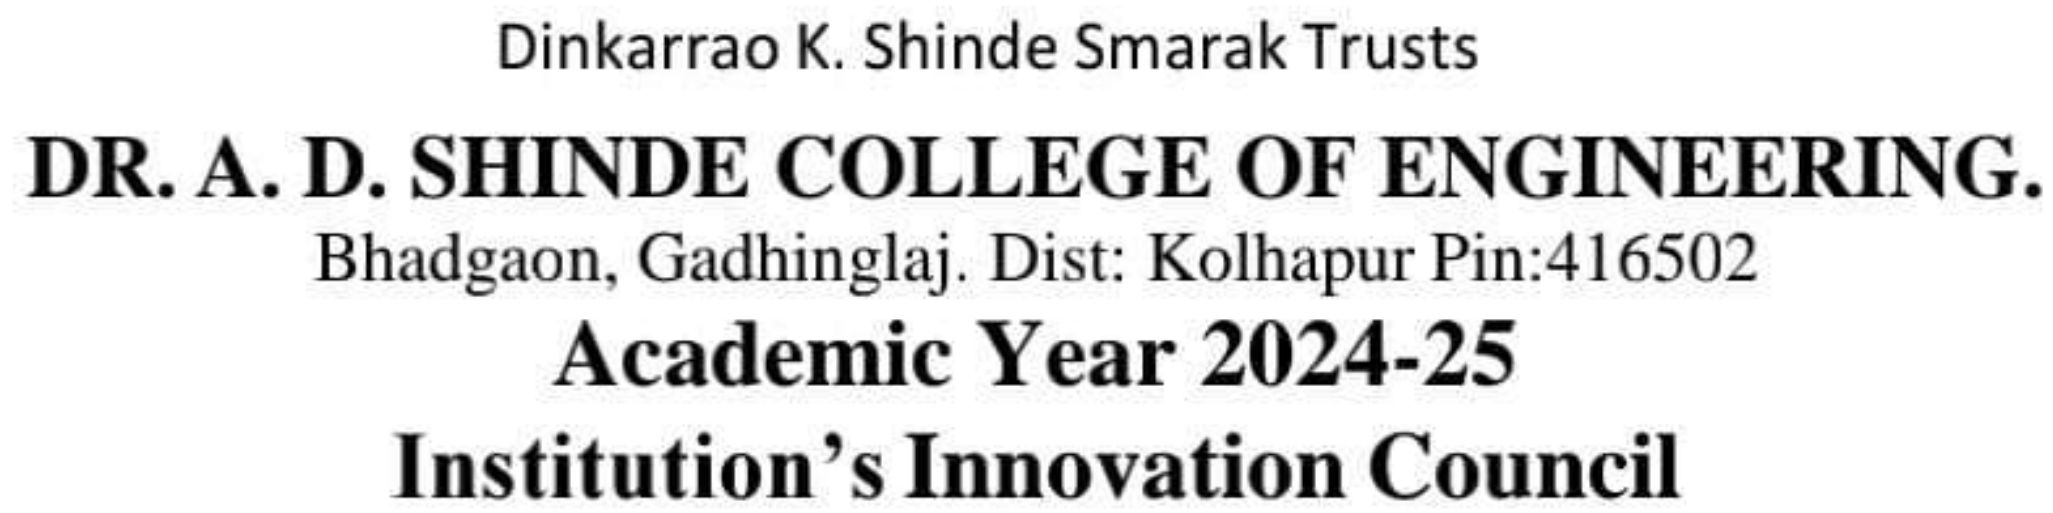 Dinkarrao K. Shinde Smarak Trusts
DR. A. D. SHINDE COLLEGE OF ENGINEERING.
Bhadgaon, Gadhinglaj. Dist: Kolhapur Pin:416502
Academic Year 2024-25
Institution’s Innovation Council